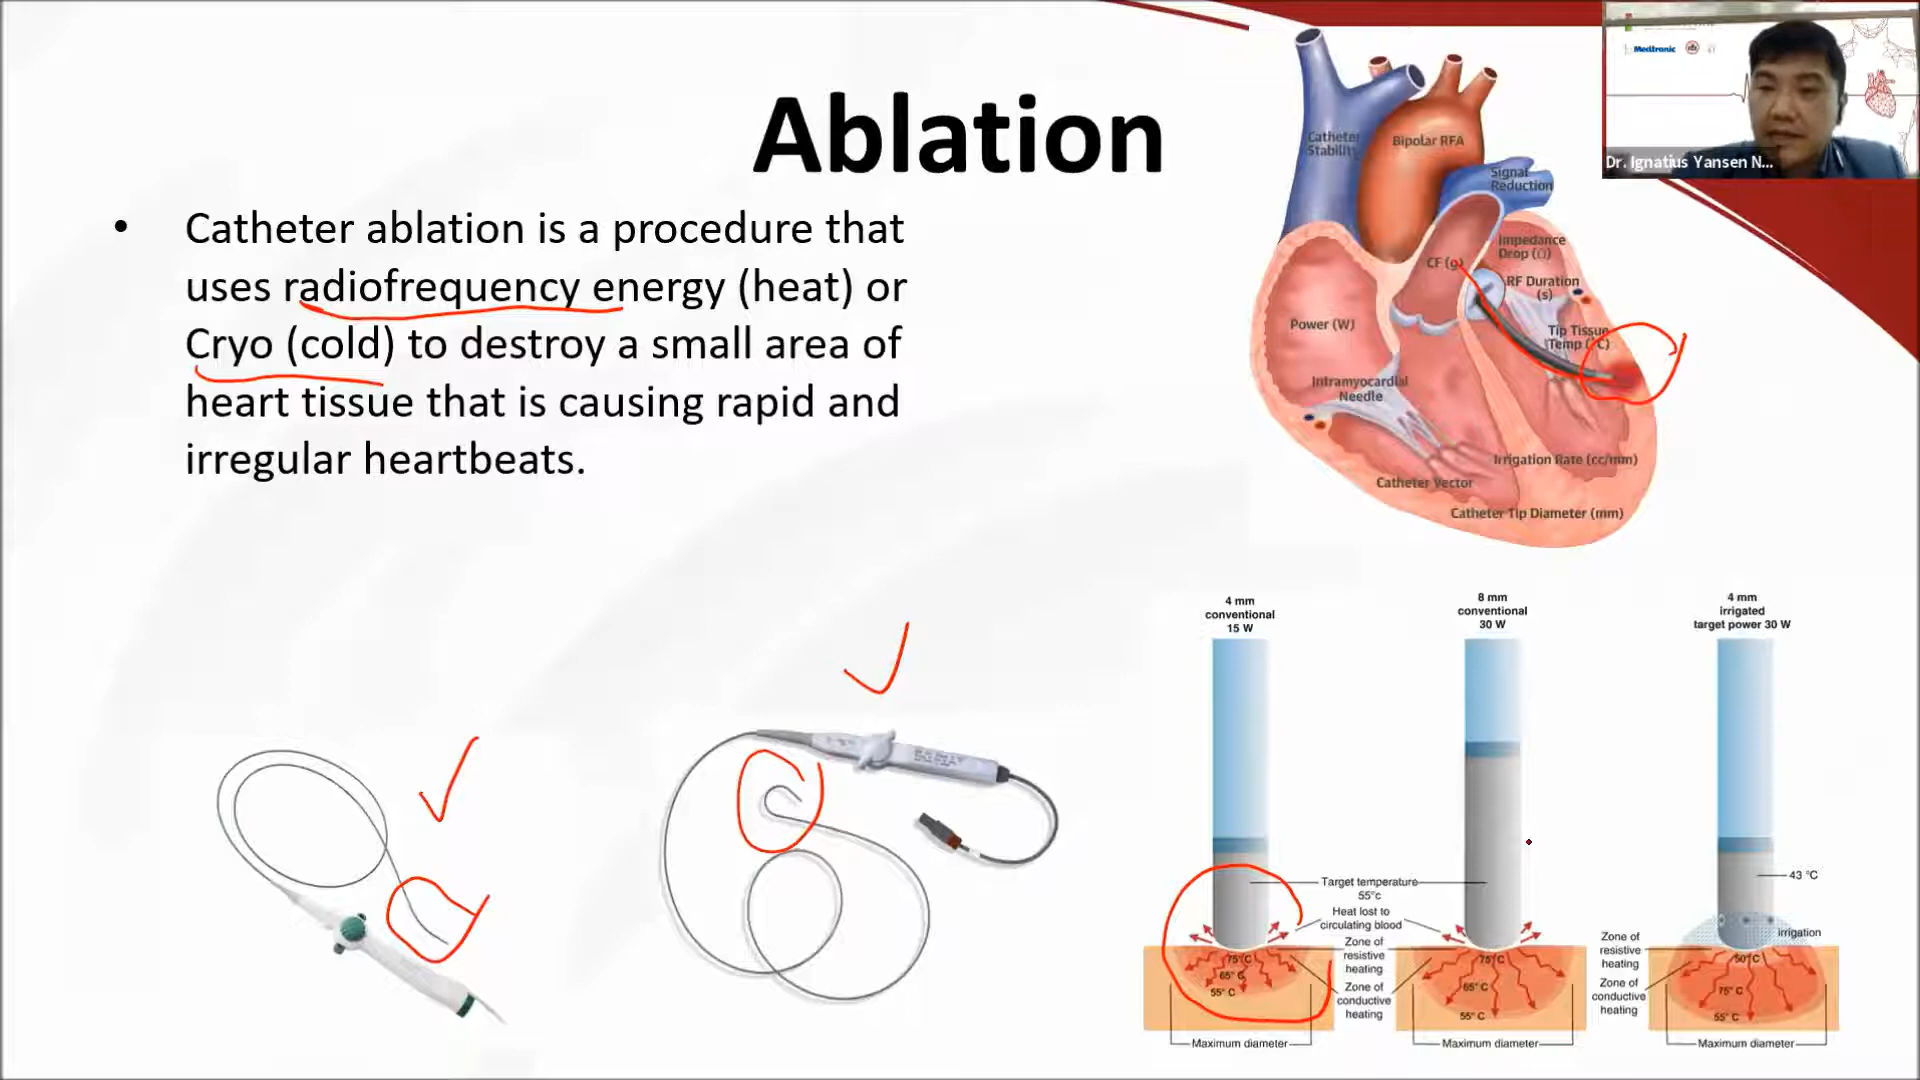 Ablation
• Catheter ablation is a procedure that
uses radiofrequency energy (heat) or
Cryo (cold) to destroy a small area of
heart tissue that is causing rapid and
irregular heartbeats.
Medtronic
Dr. Ignatius Yansen N...
Catheter
Stability
Bipolar RFA
Signal
Reduction
Impedance
Drop (Ω)
CF (g)
RF Duration
(s)
Power (W)
Tip Tissue
Temp (°C)
Intramyocardial
Needle
Irrigation Rate (cc/mm)
Catheter Vector
Catheter Tip Diameter (mm)
4 mm
conventional
15 W
8 mm
conventional
30 W
4 mm
irrigated
target power 30 W
Target temperature
55°c
43 °C
Heat lost to
circulating blood
irrigation
Zone of
resistive
heating
Zone of
conductive
heating
Zone of
resistive
heating
Zone of
conductive
heating
75°C
65° C
55° C
75°C
65° C
55° C
50°C
75° C
55° C
Maximum diameter
Maximum diameter
Maximum diameter